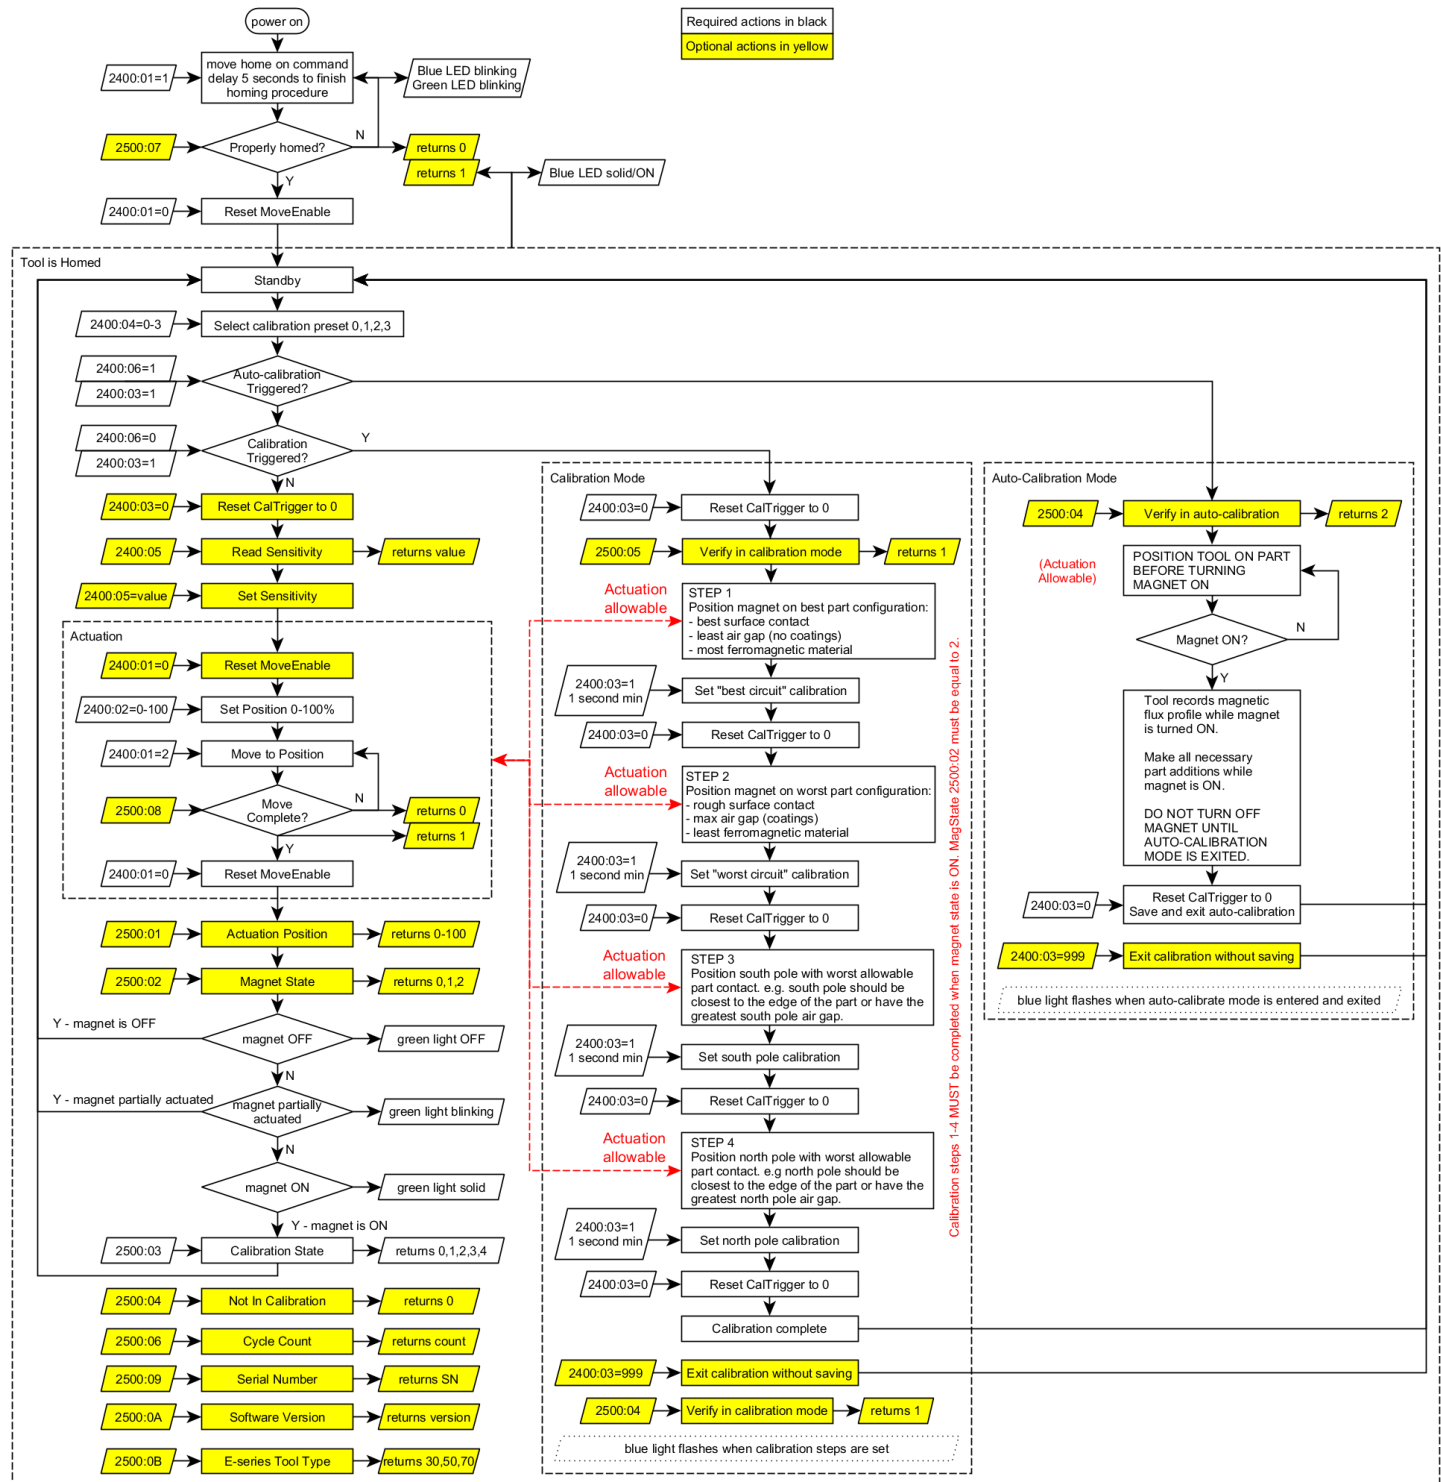 power on
Required actions in black
Optional actions in yellow
2400:01=1
move home on command
delay 5 seconds to finish
homing procedure
Blue LED blinking
Green LED blinking
2500:07
Properly homed?
N
returns 0
returns 1
Blue LED solid/ON
Y
2400:01=0
Reset MoveEnable
Tool is Homed
Standby
2400:04=0-3
Select calibration preset 0,1,2,3
2400:06=1
2400:03=1
Auto-calibration
Triggered?
2400:06=0
2400:03=1
Calibration
Triggered?
Y
N
2400:03=0
Reset CalTrigger to 0
2400:05
Read Sensitivity
returns value
2400:05=value
Set Sensitivity
Actuation
2400:01=0
Reset MoveEnable
2400:02=0-100
Set Position 0-100%
2400:01=2
Move to Position
2500:08
Move
Complete?
N
returns 0
returns 1
Y
2400:01=0
Reset MoveEnable
2500:01
Actuation Position
returns 0-100
2500:02
Magnet State
returns 0,1,2
Y - magnet is OFF
magnet OFF
green light OFF
N
Y - magnet partially actuated
magnet partially
actuated
green light blinking
N
magnet ON
green light solid
Y - magnet is ON
2500:03
Calibration State
returns 0,1,2,3,4
2500:04
Not In Calibration
returns 0
2500:06
Cycle Count
returns count
2500:09
Serial Number
returns SN
2500:0A
Software Version
returns version
2500:0B
E-series Tool Type
returns 30,50,70
Calibration Mode
2400:03=0
Reset CalTrigger to 0
2500:05
Verify in calibration mode
returns 1
Actuation
allowable
STEP 1
Position magnet on best part configuration:
- best surface contact
- least air gap (no coatings)
- most ferromagnetic material
2400:03=1
1 second min
Set "best circuit" calibration
2400:03=0
Reset CalTrigger to 0
Actuation
allowable
STEP 2
Position magnet on worst part configuration:
- rough surface contact
- max air gap (coatings)
- least ferromagnetic material
2400:03=1
1 second min
Set "worst circuit" calibration
2400:03=0
Reset CalTrigger to 0
Actuation
allowable
STEP 3
Position south pole with worst allowable
part contact. e.g. south pole should be
closest to the edge of the part or have the
greatest south pole air gap.
2400:03=1
1 second min
Set south pole calibration
2400:03=0
Reset CalTrigger to 0
Actuation
allowable
STEP 4
Position north pole with worst allowable
part contact. e.g north pole should be
closest to the edge of the part or have the
greatest north pole air gap.
2400:03=1
1 second min
Set north pole calibration
2400:03=0
Reset CalTrigger to 0
Calibration complete
2400:03=999
Exit calibration without saving
2500:04
Verify in calibration mode
returns 1
blue light flashes when calibration steps are set
Calibration steps 1-4 MUST be completed when magnet state is ON. MagState 2500:02 must be equal to 2.
Auto-Calibration Mode
2500:04
Verify in auto-calibration
returns 2
(Actuation
Allowable)
POSITION TOOL ON PART
BEFORE TURNING
MAGNET ON
Magnet ON?
N
Y
Tool records magnetic
flux profile while magnet
is turned ON.
Make all necessary
part additions while
magnet is ON.
DO NOT TURN OFF
MAGNET UNTIL
AUTO-CALIBRATION
MODE IS EXITED.
2400:03=0
Reset CalTrigger to 0
Save and exit auto-calibration
2400:03=999
Exit calibration without saving
blue light flashes when auto-calibrate mode is entered and exited